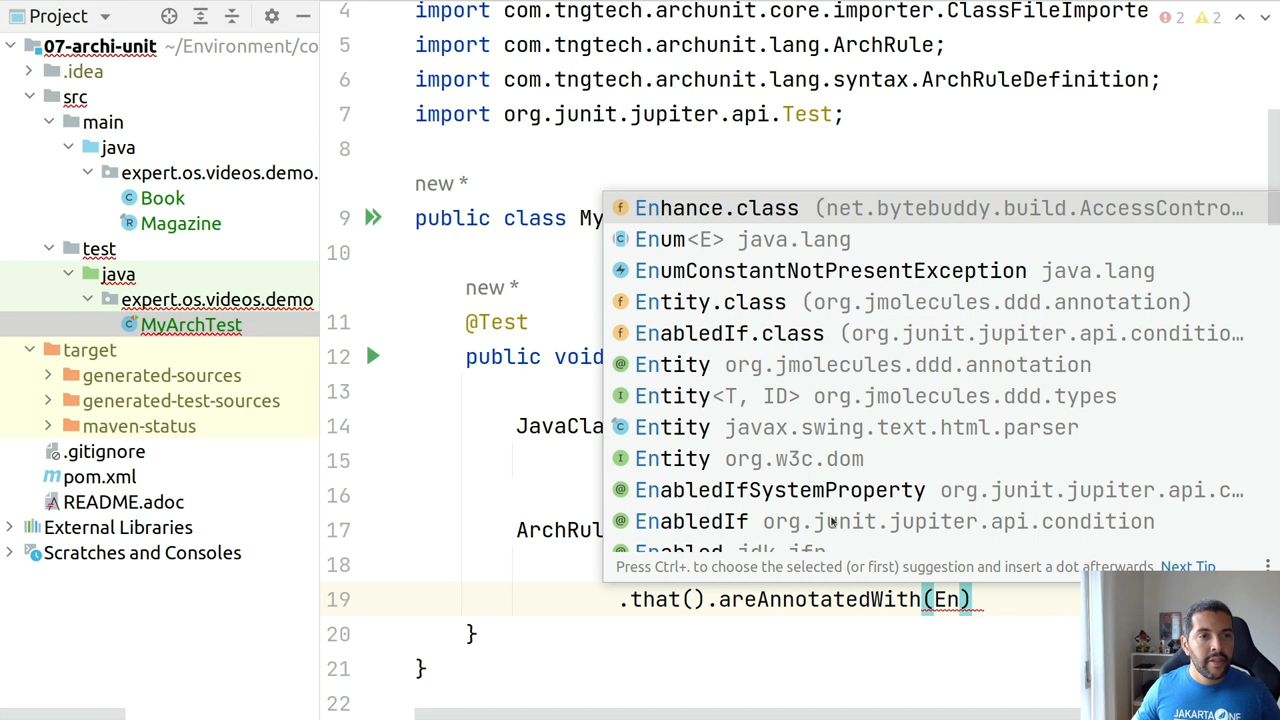 Project
07-archi-unit ~/Environment/co
.idea
src
main
java
expert.os.videos.demo.
Book
Magazine
test
java
expert.os.videos.demo
MyArchTest
target
generated-sources
generated-test-sources
maven-status
.gitignore
pom.xml
README.adoc
External Libraries
Scratches and Consoles
2 2
4 import com.tngtech.archunit.core.importer.ClassFileImporte
5 import com.tngtech.archunit.lang.ArchRule;
6 import com.tngtech.archunit.lang.syntax.ArchRuleDefinition;
7 import org.junit.jupiter.api.Test;
8
new *
9 public class My
10
new *
11 @Test
12 public void
13
14 JavaCla
15
16
17 ArchRul
18
19 .that().areAnnotatedWith(En)
20 }
21 }
22
Enhance.class (net.bytebuddy.build.AccessContro…
Enum<E> java.lang
EnumConstantNotPresentException java.lang
Entity.class (org.jmolecules.ddd.annotation)
EnabledIf.class (org.junit.jupiter.api.conditio…
Entity org.jmolecules.ddd.annotation
Entity<T, ID> org.jmolecules.ddd.types
Entity javax.swing.text.html.parser
Entity org.w3c.dom
EnabledIfSystemProperty org.junit.jupiter.api.c…
EnabledIf org.junit.jupiter.api.condition
Enabled jdk.jfr
Press Ctrl+. to choose the selected (or first) suggestion and insert a dot afterwards Next Tip
JAKARTAONE